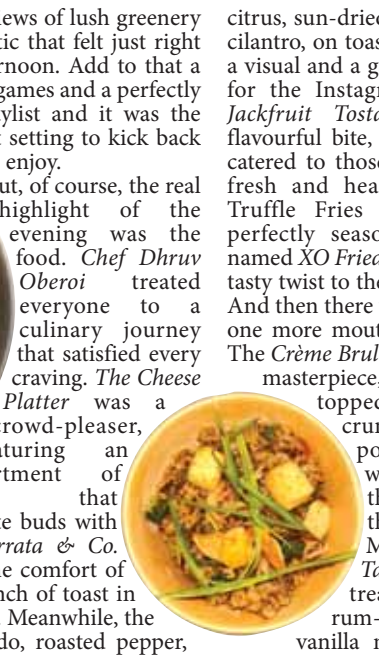 iews of lush greenery
tic that felt just right
rnoon. Add to that a
games and a perfectly
ylist and it was the
t setting to kick back
enjoy.
ut, of course, the real
highlight of the
evening was the
food. Chef Dhruv
Oberoi treated
everyone to a
culinary journey
that satisfied every
craving. The Cheese
Platter was a
crowd-pleaser,
aturing an
rtment of
that
te buds with
rrata & Co.
he comfort of
nch of toast in
. Meanwhile, the
do, roasted pepper,
citrus, sun-dried
cilantro, on toas
a visual and a g
for the Instagr
Jackfruit Tosta
flavourful bite,
catered to those
fresh and hea
Truffle Fries
perfectly seaso
named XO Fried
tasty twist to the
And then there
one more mout
The Crème Brul
masterpiece,
topped
crun
po
w
th
th
M
Ta
trea
rum-
vanilla m